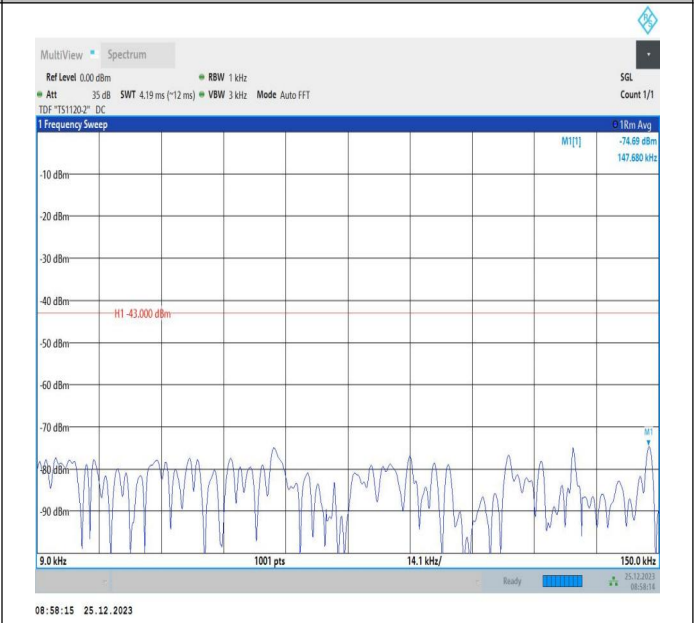 R S
MultiView Spectrum
Ref Level 0.00 dBm RBW 1 kHz SGL
Att 35 dB SWT 4.19 ms (~12 ms) VBW 3 kHz Mode Auto FFT Count 1/1
TDF "TS1120-2" DC
1 Frequency Sweep 1Rm Avg
M1[1] -74.69 dBm
147.680 kHz
-10 dBm
-20 dBm
-30 dBm
-40 dBm
H1 -43.000 dBm
-50 dBm
-60 dBm
-70 dBm
M1
-80 dBm
-90 dBm
9.0 kHz 1001 pts 14.1 kHz/ 150.0 kHz
Ready 25.12.2023
08:58:14
08:58:15 25.12.2023